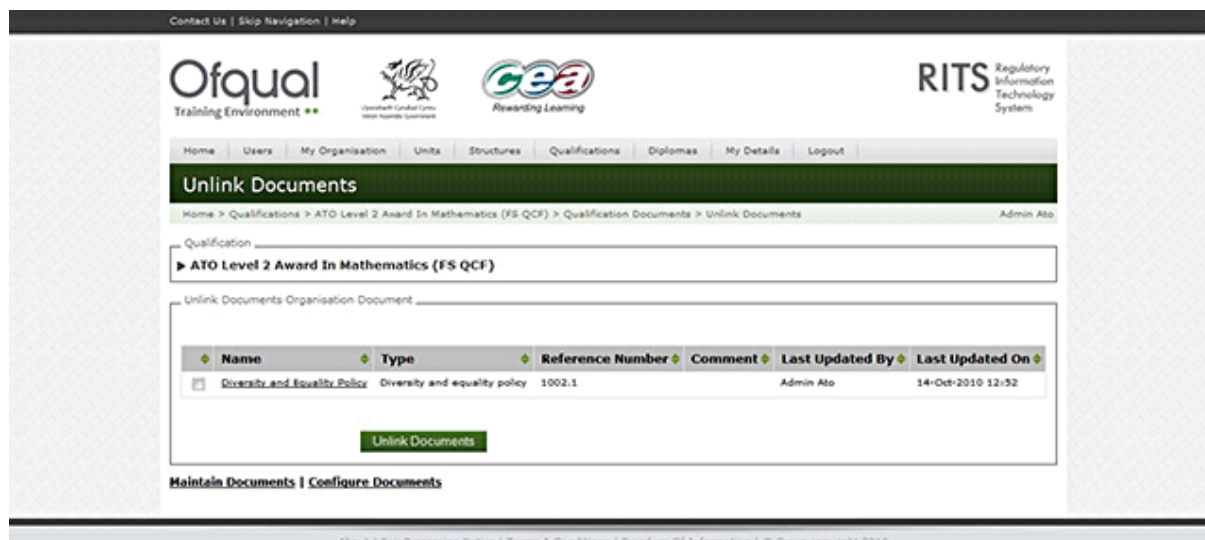 Contact Us | Skip Navigation | Help
Ofqual
Training Environment
Rewarding Learning
RITS Regulatory
Information
Technology
System
Home Users My Organisation Units Structures Qualifications Diplomas My Details Logout
Unlink Documents
Home > Qualifications > ATO Level 2 Award In Mathematics (FS QCF) > Qualification Documents > Unlink Documents Admin Ato
Qualification
ATO Level 2 Award In Mathematics (FS QCF)
Unlink Documents Organisation Document
Name Type Reference Number Comment Last Updated By Last Updated On
Diversity and Equality Policy Diversity and equality policy 1002.1 Admin Ato 14-Oct-2010 12:52
Unlink Documents
Maintain Documents | Configure Documents